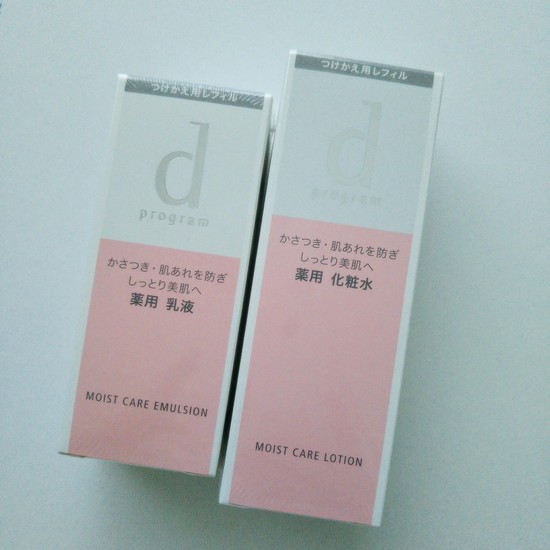 つけかえ用レフィル
d
program
かさつき・肌あれを防ぎ
しっとり美肌へ
薬用 乳液
MOIST CARE EMULSION
つけかえ用レフィル
d
program
かさつき・肌あれを防ぎ
しっとり美肌へ
薬用 化粧水
MOIST CARE LOTION